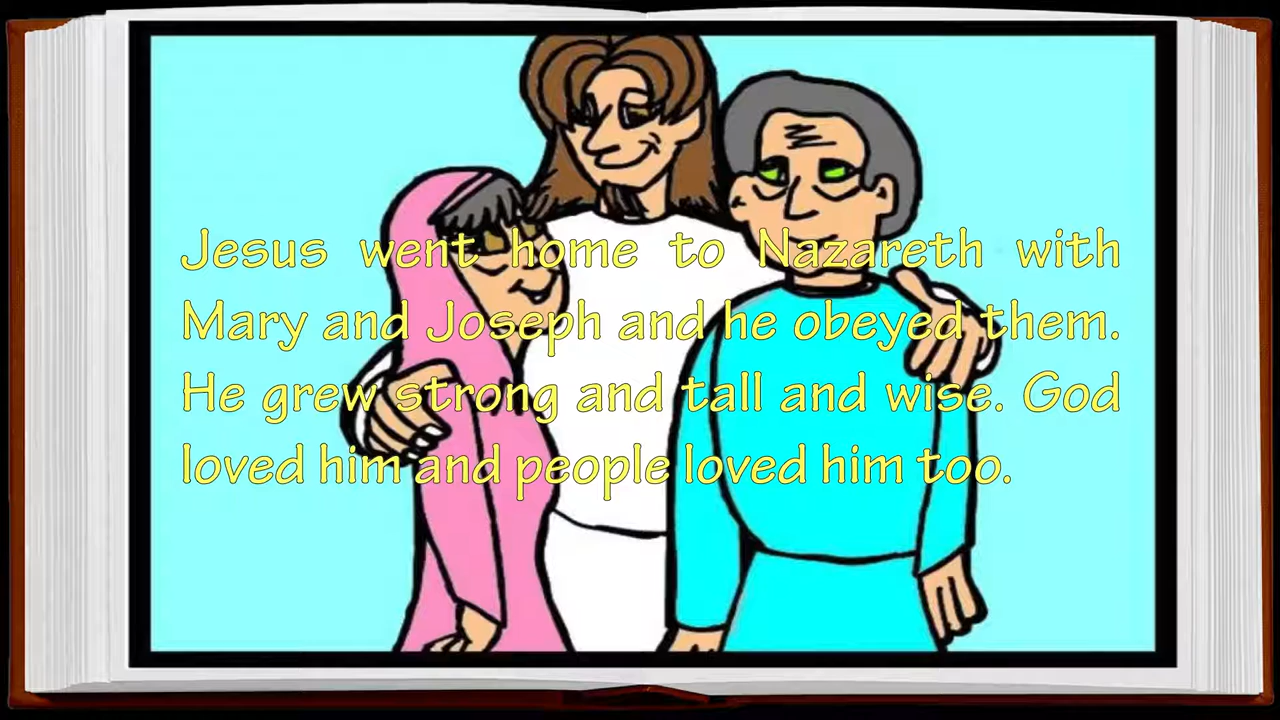 Jesus went home to Nazareth with
Mary and Joseph and he obeyed them.
He grew strong and tall and wise. God
loved him and people loved him too.